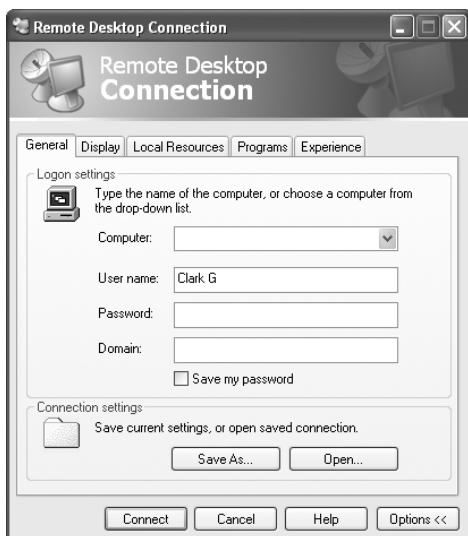 Remote Desktop Connection
Remote Desktop
Connection
General Display Local Resources Programs Experience
Logon settings
Type the name of the computer, or choose a computer from
the drop-down list.
Computer:
User name: Clark G
Password:
Domain:
Save my password
Connection settings
Save current settings, or open saved connection.
Save As... Open...
Connect Cancel Help Options <<